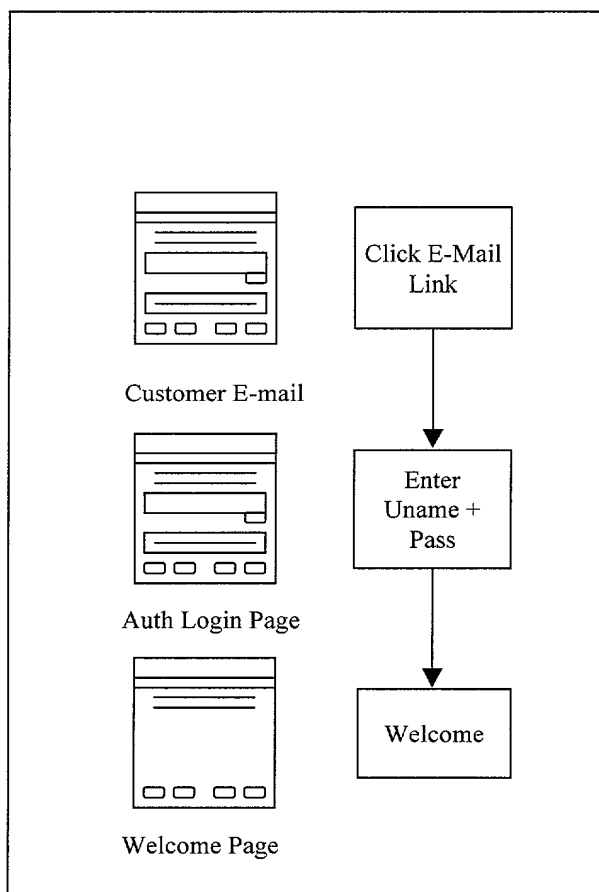 Click E-Mail
Link
Customer E-mail
Enter
Uname +
Pass
Auth Login Page
Welcome
Welcome Page